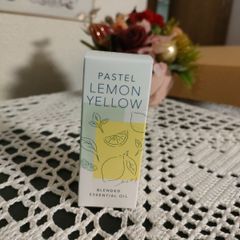 PASTEL
LEMON
YELLOW
BLENDED
ESSENTIAL OIL